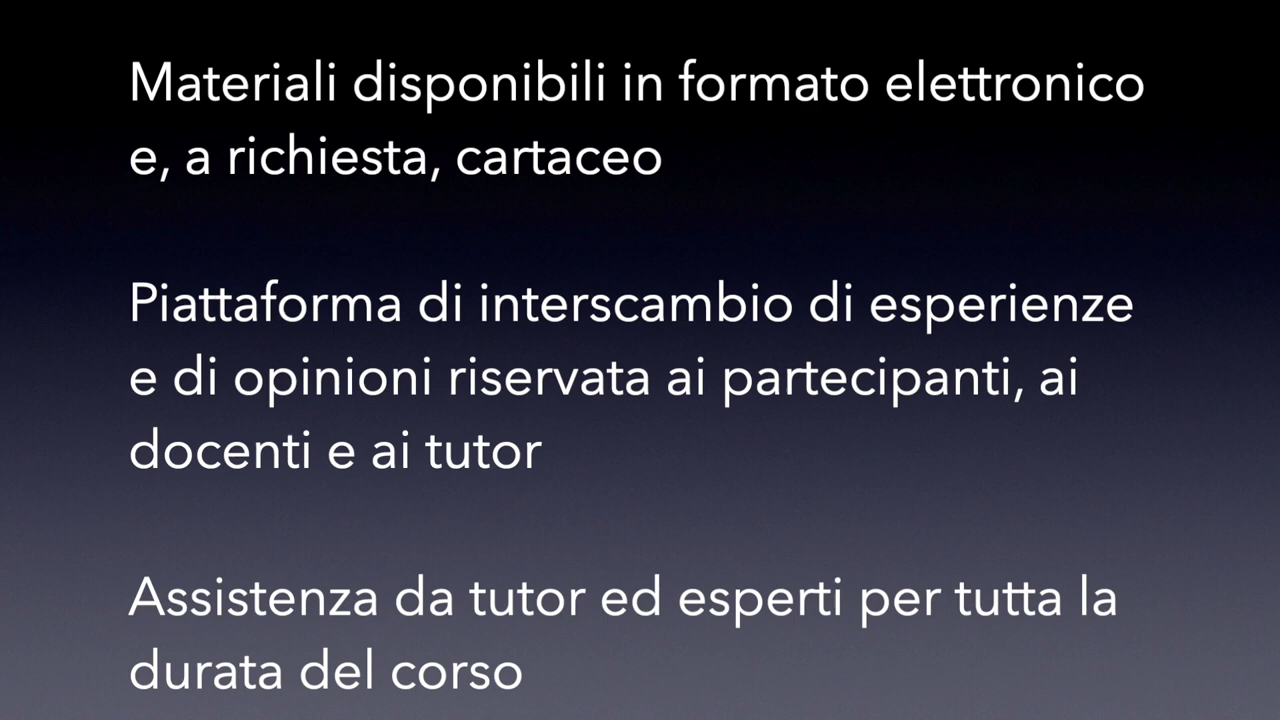 Materiali disponibili in formato elettronico
e, a richiesta, cartaceo
Piattaforma di interscambio di esperienze
e di opinioni riservata ai partecipanti, ai
docenti e ai tutor
Assistenza da tutor ed esperti per tutta la
durata del corso